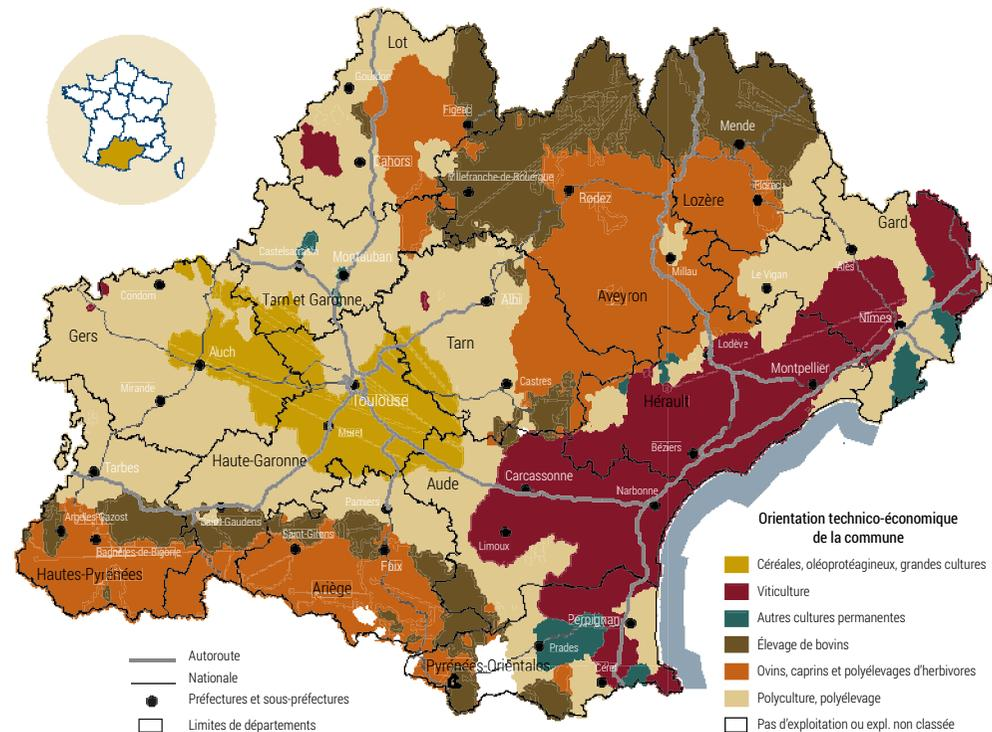 Lot
Gourdon
Figeac
Mende
Cahors
Villefranche-de-Rouergue
Rodez
Florac
Lozère
Gard
Castelsarrasin
Montauban
Millau
Le Vigan
Alès
Condom
Tarn et Garonne
Albi
Aveyron
Nîmes
Gers
Auch
Tarn
Lodève
Montpellier
Mirande
Toulouse
Castres
Hérault
Muret
Béziers
Haute-Garonne
Tarbes
Aude
Carcassonne
Narbonne
Pamiers
Argelès-Gazost
Saint-Gaudens
Saint-Girons
Limoux
Bagnères-de-Bigorre
Foix
Hautes-Pyrénées
Ariège
Perpignan
Prades
Pyrénées-Orientales
Céret
Orientation technico-économique
de la commune
Céréales, oléoprotéagineux, grandes cultures
Viticulture
Autres cultures permanentes
Élevage de bovins
Ovins, caprins et polyélevages d'herbivores
Polyculture, polyélevage
Pas d'exploitation ou expl. non classée
Autoroute
Nationale
Préfectures et sous-préfectures
Limites de départements